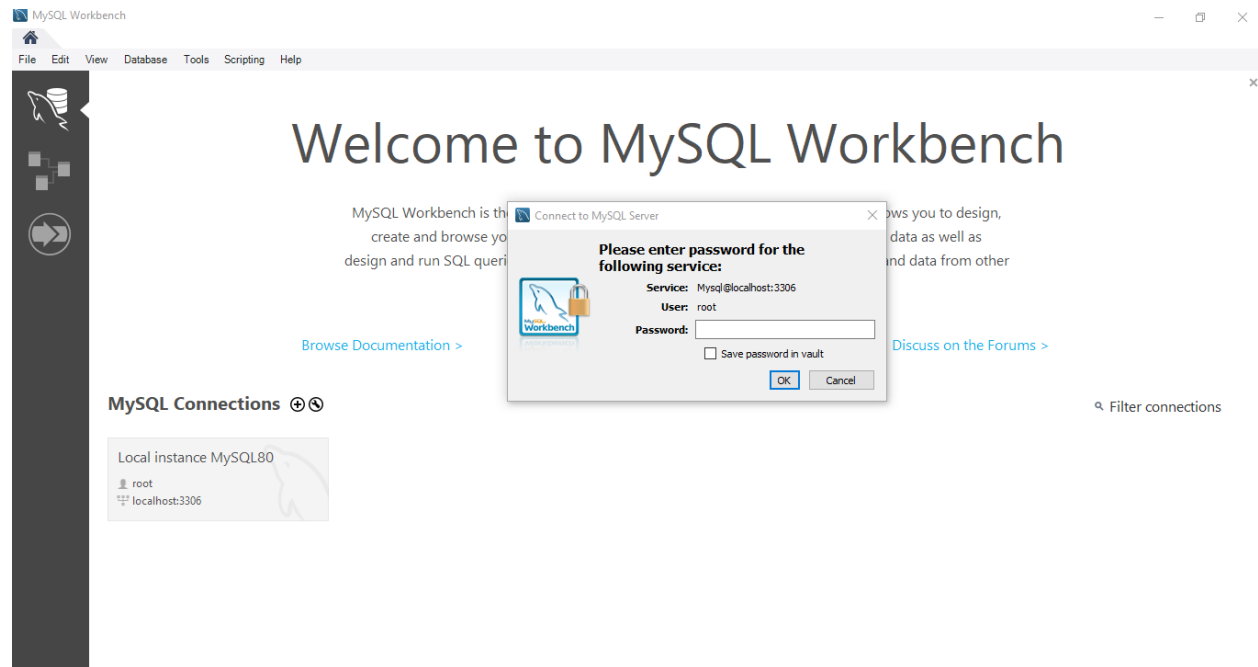 MySQL Workbench
File Edit View Database Tools Scripting Help
Welcome to MySQL Workbench
MySQL Workbench is th
ows you to design,
create and browse yo
data as well as
design and run SQL queri
and data from other
Connect to MySQL Server
Please enter password for the
following service:
Service: Mysql@localhost:3306
User: root
Password:
Save password in vault
OK Cancel
MySQL
Workbench
Browse Documentation >
Discuss on the Forums >
MySQL Connections
Filter connections
Local instance MySQL80
root
localhost:3306